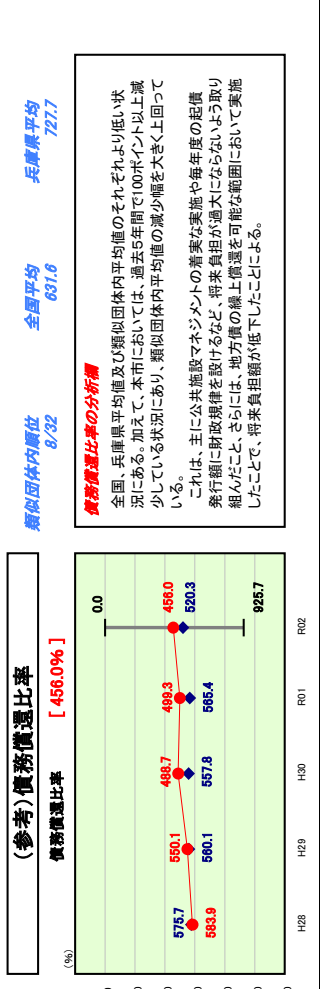 (参考)債務償還比率
債務償還比率 [ 456.0% ]
(%)
0.0
575.7
583.9
550.1
560.1
488.7
557.8
499.3
565.4
456.0
520.3
925.7
H28
H29
H30
R01
R02
類似団体内順位
8/32
全国平均
631.6
兵庫県平均
727.7
債務償還比率の分析欄
全国、兵庫県平均値及び類似団体内平均値のそれぞれより低い状
況にある。加えて、本市においては、過去5年間で100ポイント以上減
少している状況にあり、類似団体内平均値の減少幅を大きく上回って
いる。
これは、主に公共施設マネジメントの着実な実施や毎年度の起債
発行額に財政規律を設けるなど、将来負担が過大にならないよう取り
組んだこと、さらには、地方債の繰上償還を可能な範囲において実施
したことで、将来負担額が低下したことによる。